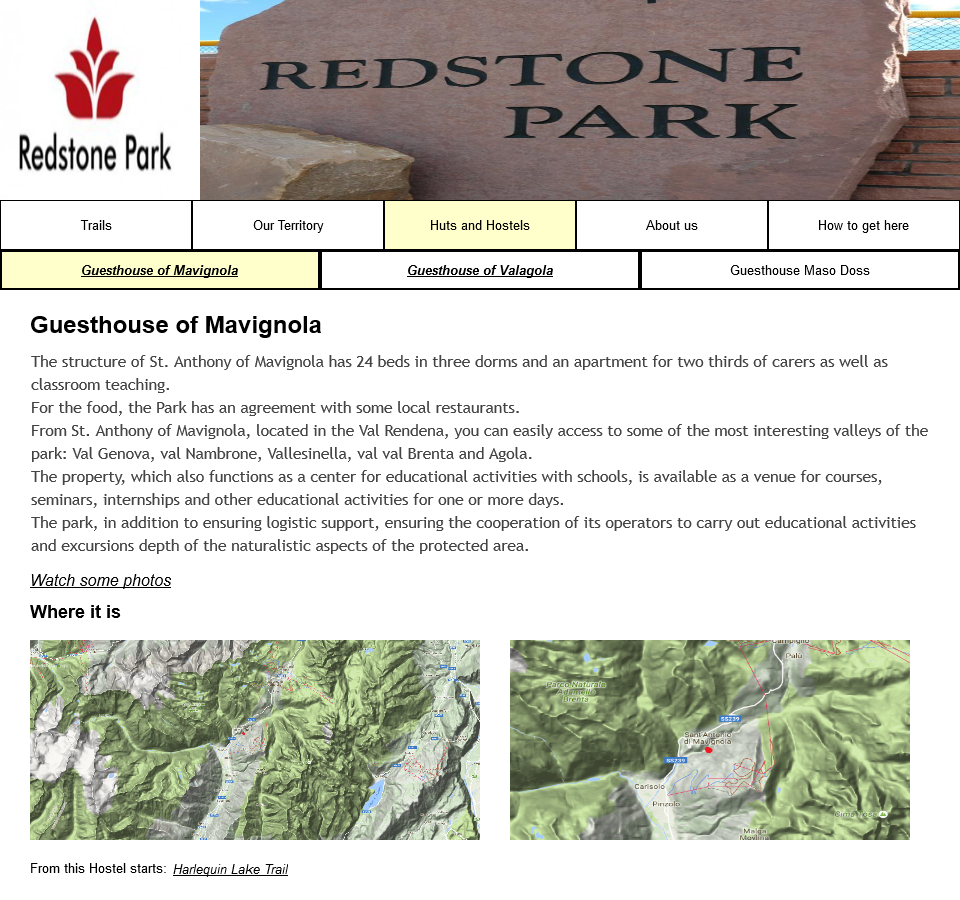 REDSTONE
PARK
Redstone Park
Trails
Our Territory
Huts and Hostels
About us
How to get here
Guesthouse of Mavignola
Guesthouse of Valagola
Guesthouse Maso Doss
Guesthouse of Mavignola
The structure of St. Anthony of Mavignola has 24 beds in three dorms and an apartment for two thirds of carers as well as
classroom teaching.
For the food, the Park has an agreement with some local restaurants.
From St. Anthony of Mavignola, located in the Val Rendena, you can easily access to some of the most interesting valleys of the
park: Val Genova, val Nambrone, Vallesinella, val val Brenta and Agola.
The property, which also functions as a center for educational activities with schools, is available as a venue for courses,
seminars, internships and other educational activities for one or more days.
The park, in addition to ensuring logistic support, ensuring the cooperation of its operators to carry out educational activities
and excursions depth of the naturalistic aspects of the protected area.
Watch some photos
Where it is
Campiglio
Palù
Parco Naturale
Adamello
Brenta
SS239
Sant'Antonio
di Mavignola
SS239
Carisolo
Pinzolo
Cima Tosa
Malga
Movlina
From this Hostel starts: Harlequin Lake Trail